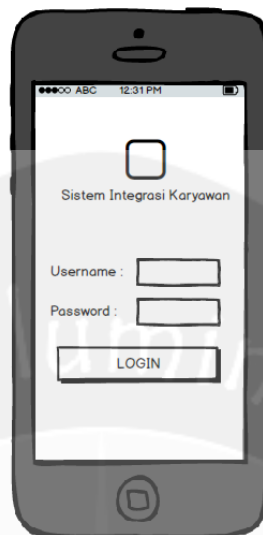 ABC 12:31 PM
Sistem Integrasi Karyawan
Username :
Password :
LOGIN